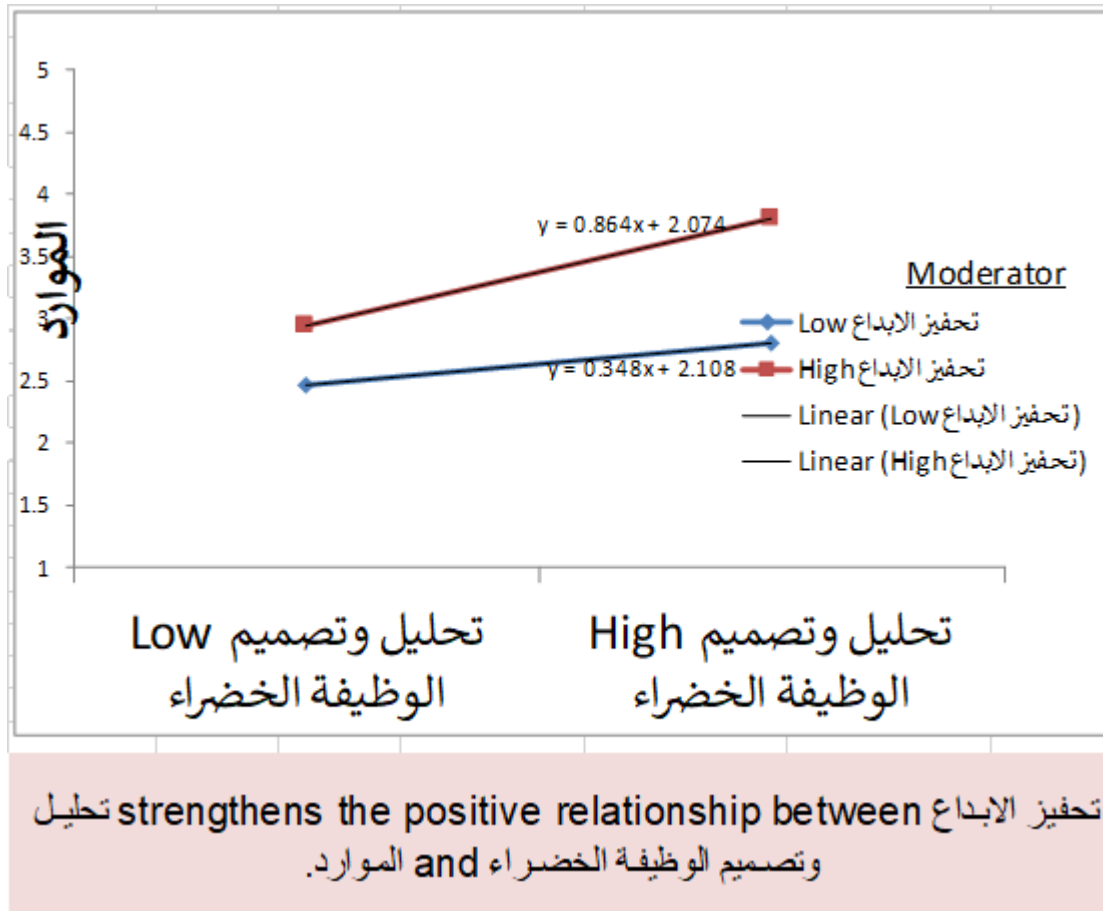 5
4.5
4
3.5
3
2.5
2
1.5
1
الموارد
y = 0.864x + 2.074
y = 0.348x + 2.108
Moderator
Low تحفيز الابداع
High تحفيز الابداع
Linear (Low تحفيز الابداع)
Linear (High تحفيز الابداع)
Low تحليل وتصميم
الوظيفة الخضراء
High تحليل وتصميم
الوظيفة الخضراء
تحفيز الابداع strengthens the positive relationship between تحليل
وتصميم الوظيفة الخضراء and الموارد.